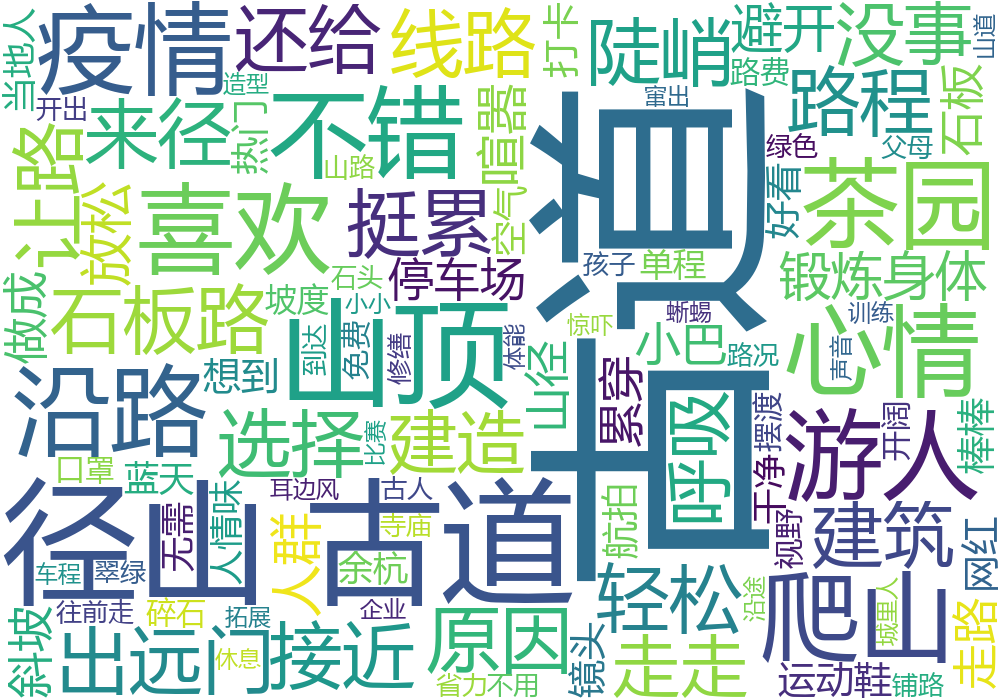 当地人
疫情
还给
线路
打卡
陡峭
避开
没事
山道
造型
开出
路费
窜出
路程
石板
来径
热门
不错
喧嚣
让上路
山路
绿色
父母
古道
放松
喜欢
挺累
空气
好看
茶园
石头
停车场
孩子
单程
锻炼身体
做成
石板路
坡度
小小
山顶
惊吓
蜥蜴
训练
到达
免费
修缮
体能
山径
小巴
路况
声音
心情
沿路
想到
选择
建造
累穿
呼吸
摆渡
游人
开阔
棒棒
比赛
口罩
蓝天
人情味
耳边风
古人
干净
径山古道
无需
人群
寺庙
余杭
航拍
视野
建筑
网红
车程
翠绿
往前走
碎石
拓展
企业
轻松
沿途
爬山
城里人
走路
斜坡
出远门
休息
接近
原因
省力不用
镜头
走走
运动鞋
铺路